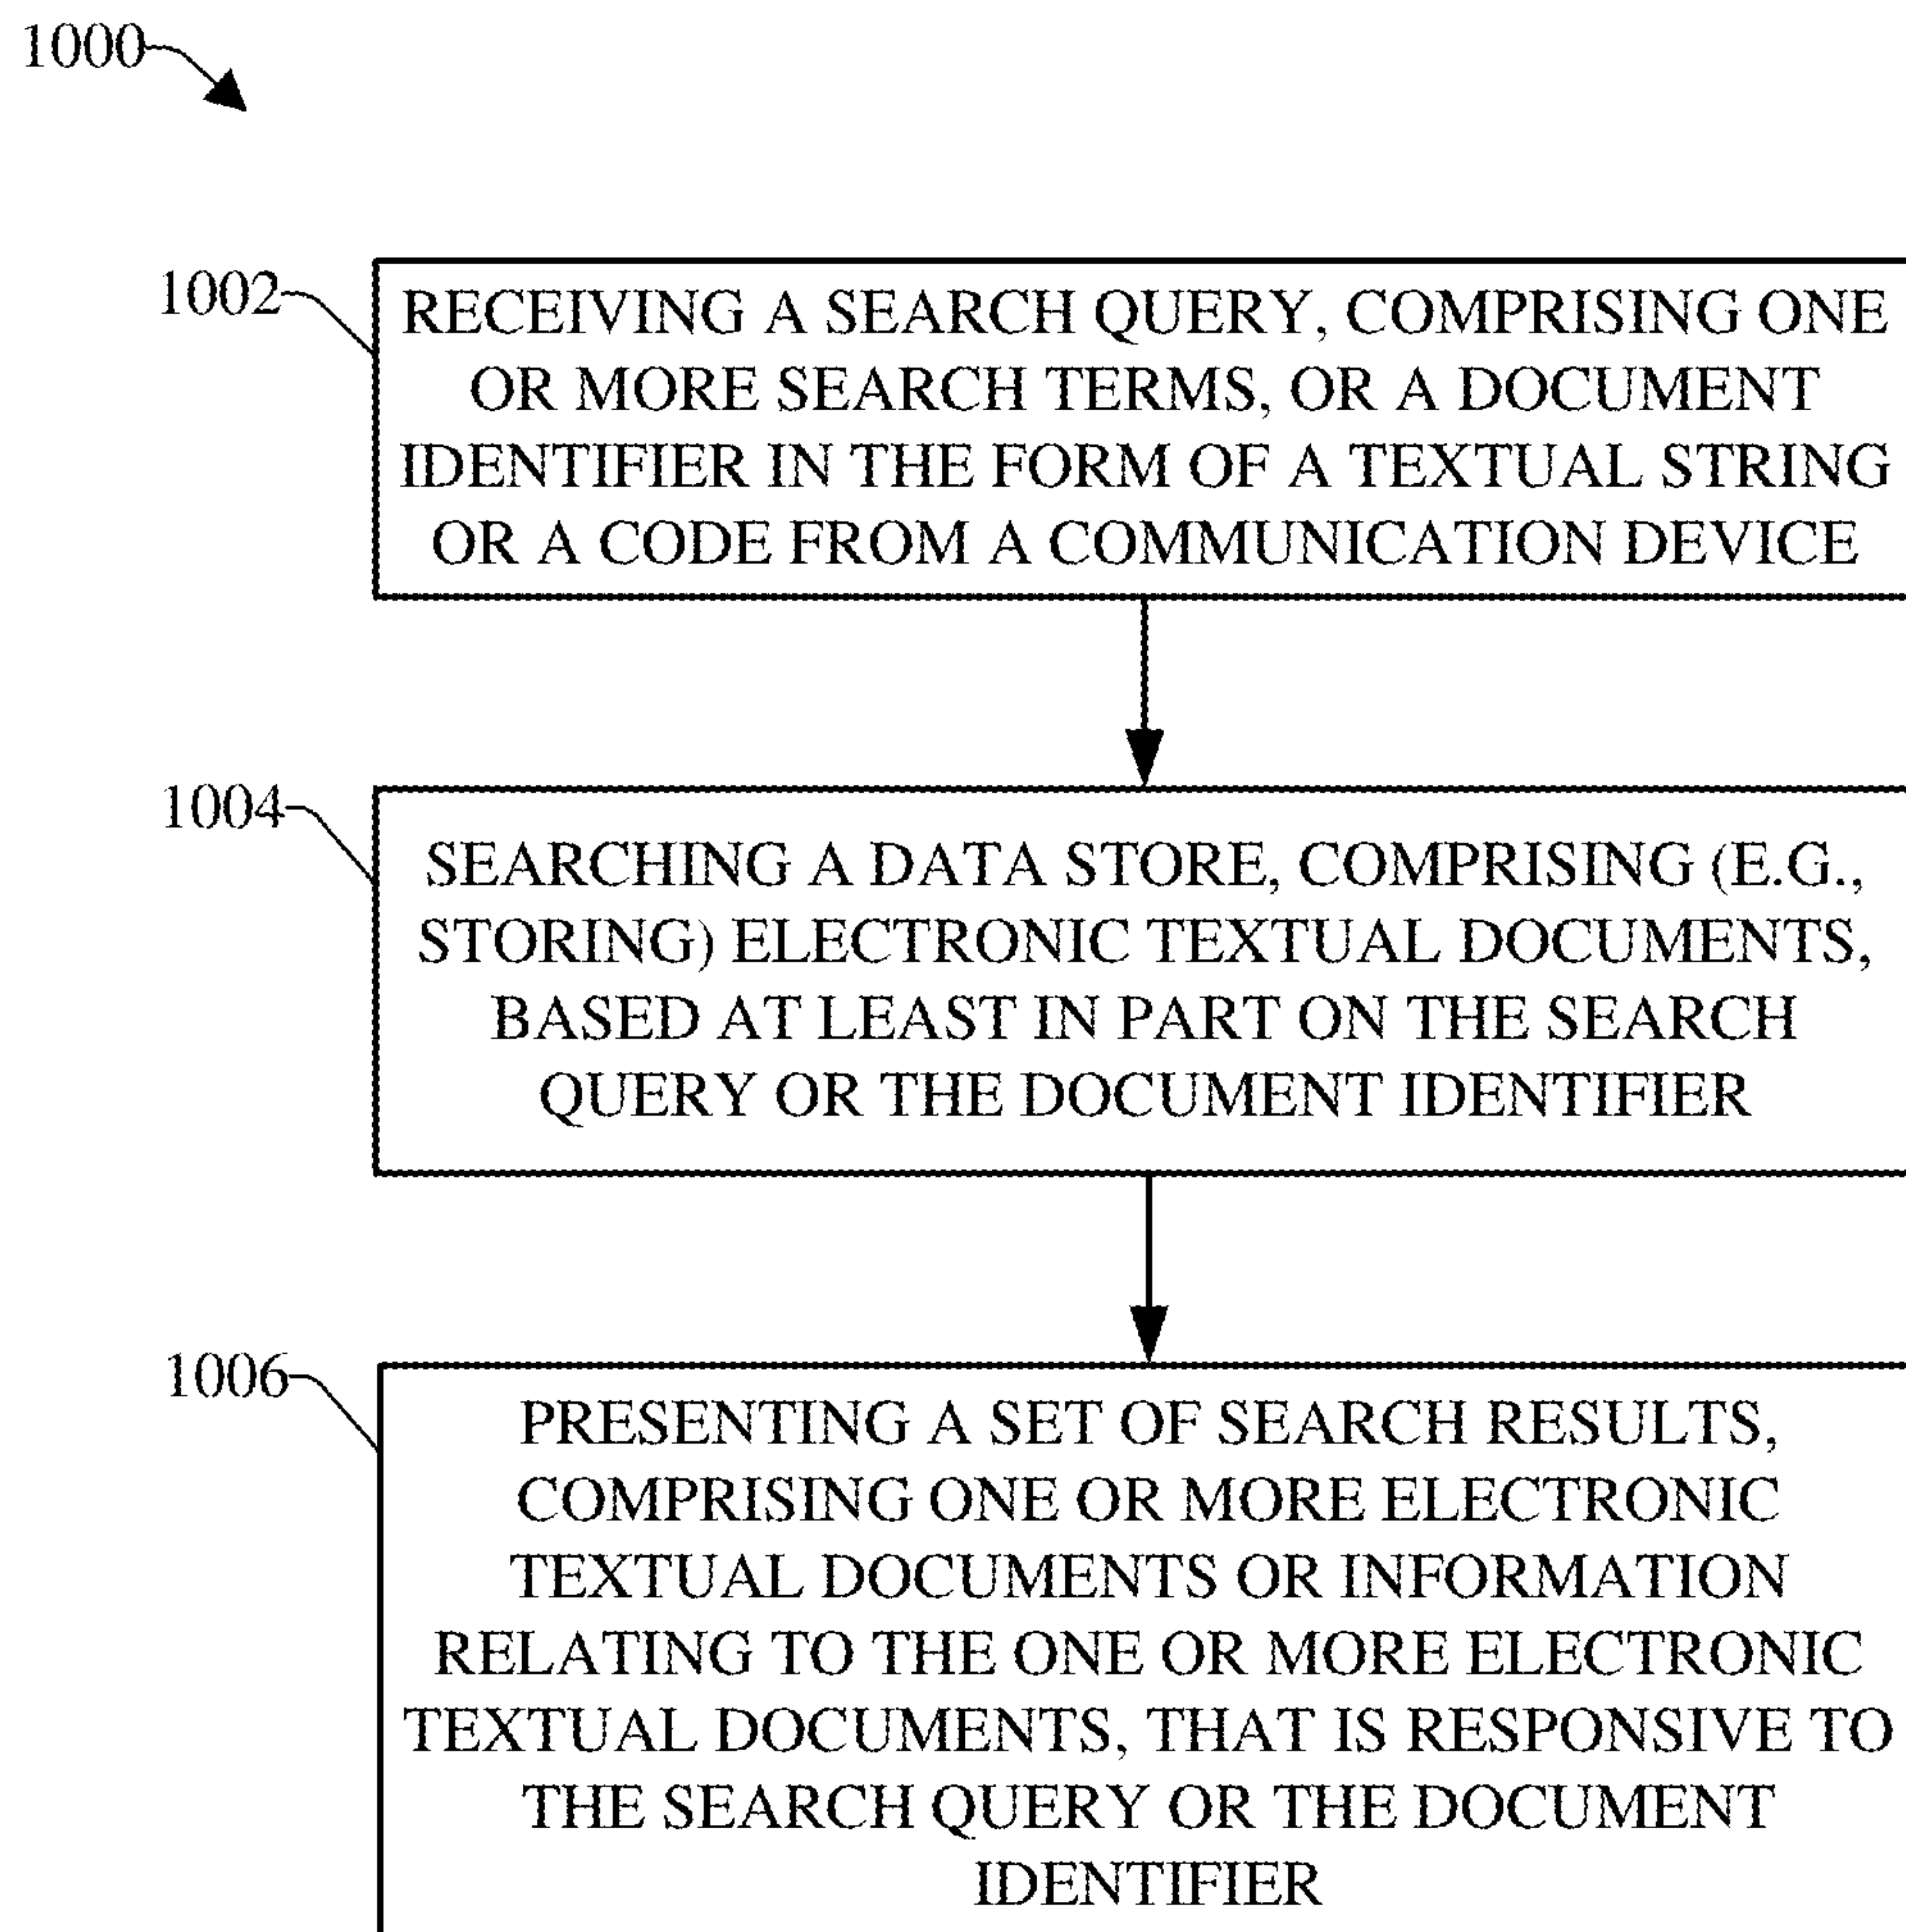 1000
1002
RECEIVING A SEARCH QUERY, COMPRISING ONE
OR MORE SEARCH TERMS, OR A DOCUMENT
IDENTIFIER IN THE FORM OF A TEXTUAL STRING
OR A CODE FROM A COMMUNICATION DEVICE
1004
SEARCHING A DATA STORE, COMPRISING (E.G.,
STORING) ELECTRONIC TEXTUAL DOCUMENTS,
BASED AT LEAST IN PART ON THE SEARCH
QUERY OR THE DOCUMENT IDENTIFIER
1006
PRESENTING A SET OF SEARCH RESULTS,
COMPRISING ONE OR MORE ELECTRONIC
TEXTUAL DOCUMENTS OR INFORMATION
RELATING TO THE ONE OR MORE ELECTRONIC
TEXTUAL DOCUMENTS, THAT IS RESPONSIVE TO
THE SEARCH QUERY OR THE DOCUMENT
IDENTIFIER